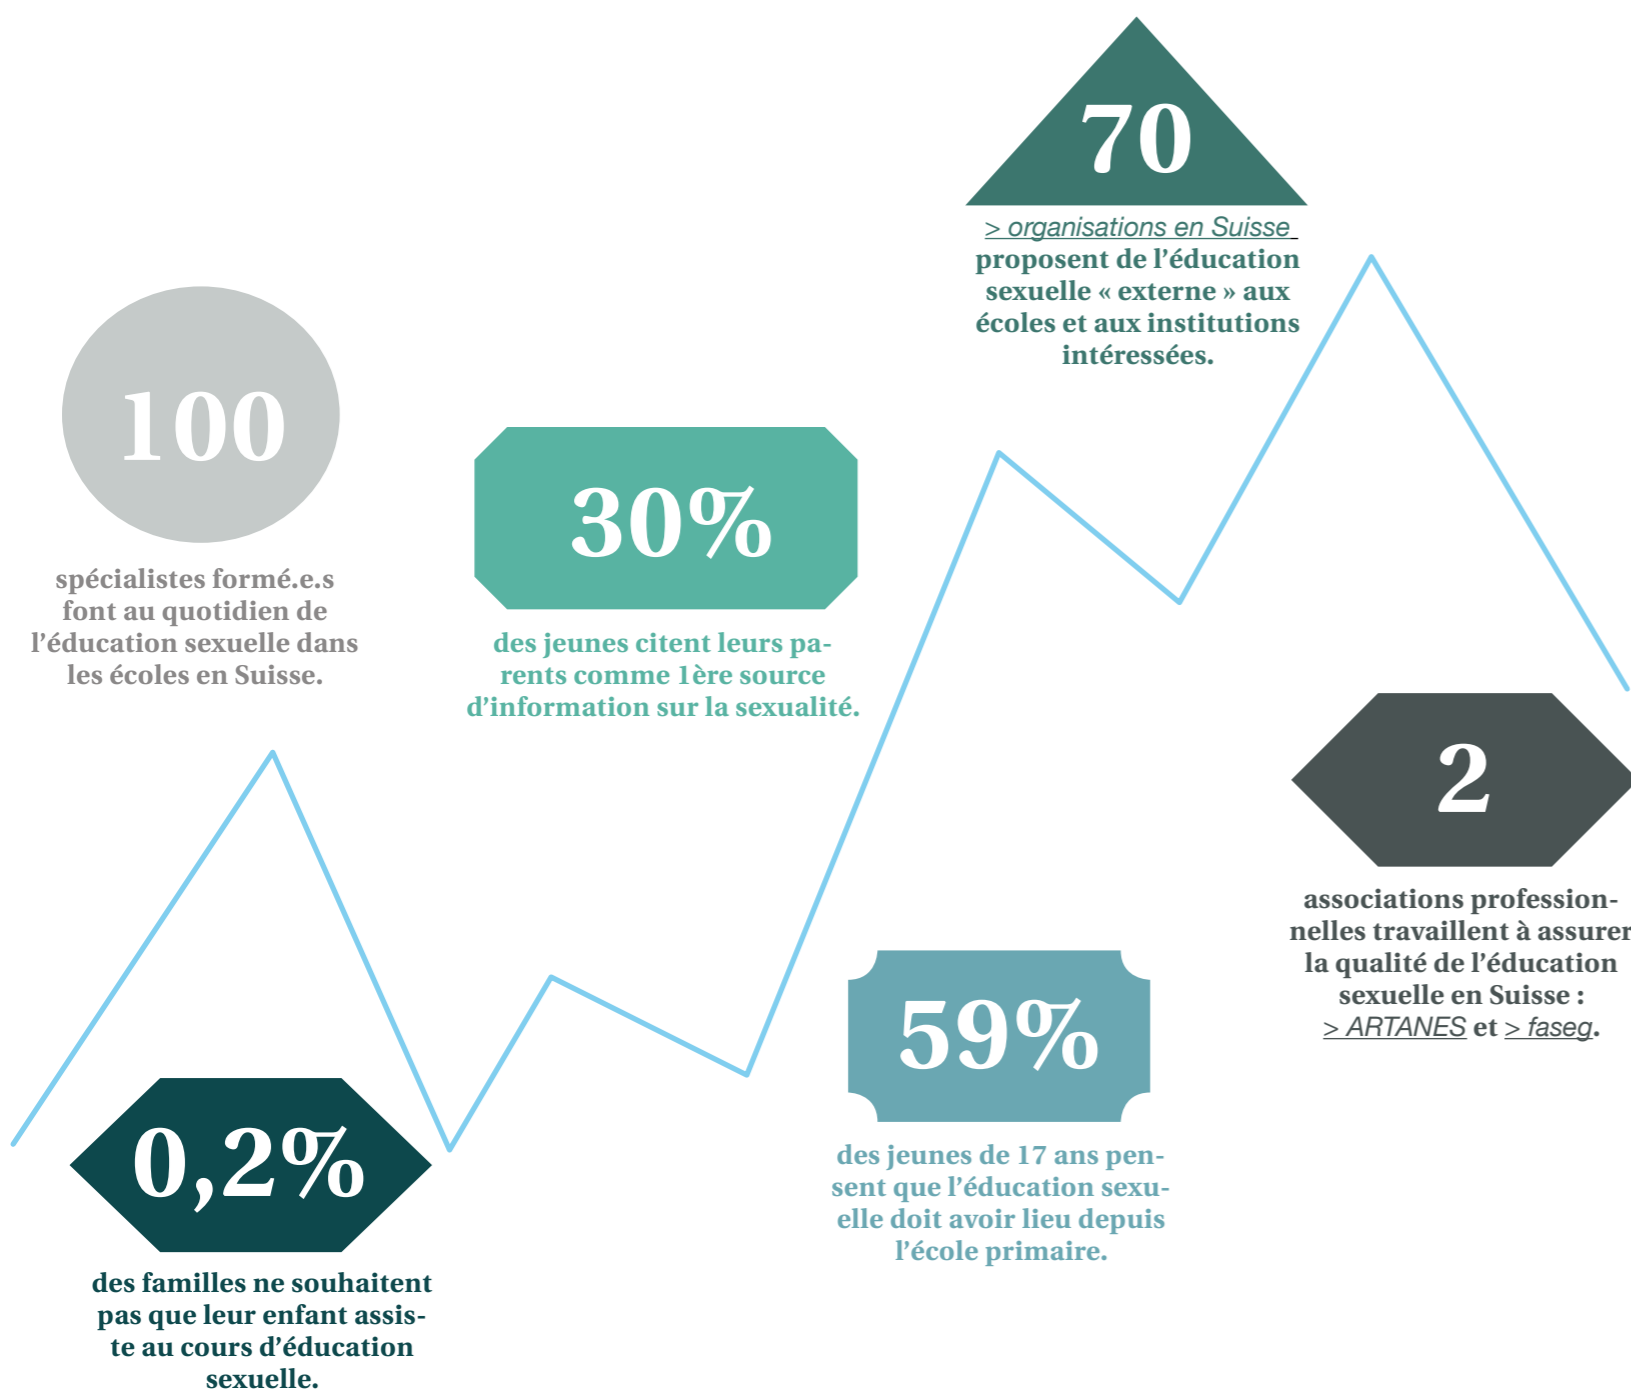 70
> organisations en Suisse
proposent de l’éducation
sexuelle « externe » aux
écoles et aux institutions
intéressées.
100
spécialistes formé.e.s
font au quotidien de
l’éducation sexuelle dans
les écoles en Suisse.
30%
des jeunes citent leurs pa-
rents comme 1ère source
d’information sur la sexualité.
2
associations profession-
nelles travaillent à assurer
la qualité de l’éducation
sexuelle en Suisse :
> ARTANES et > faseg.
59%
des jeunes de 17 ans pen-
sent que l’éducation sexu-
elle doit avoir lieu depuis
l’école primaire.
0,2%
des familles ne souhaitent
pas que leur enfant assis-
te au cours d’éducation
sexuelle.